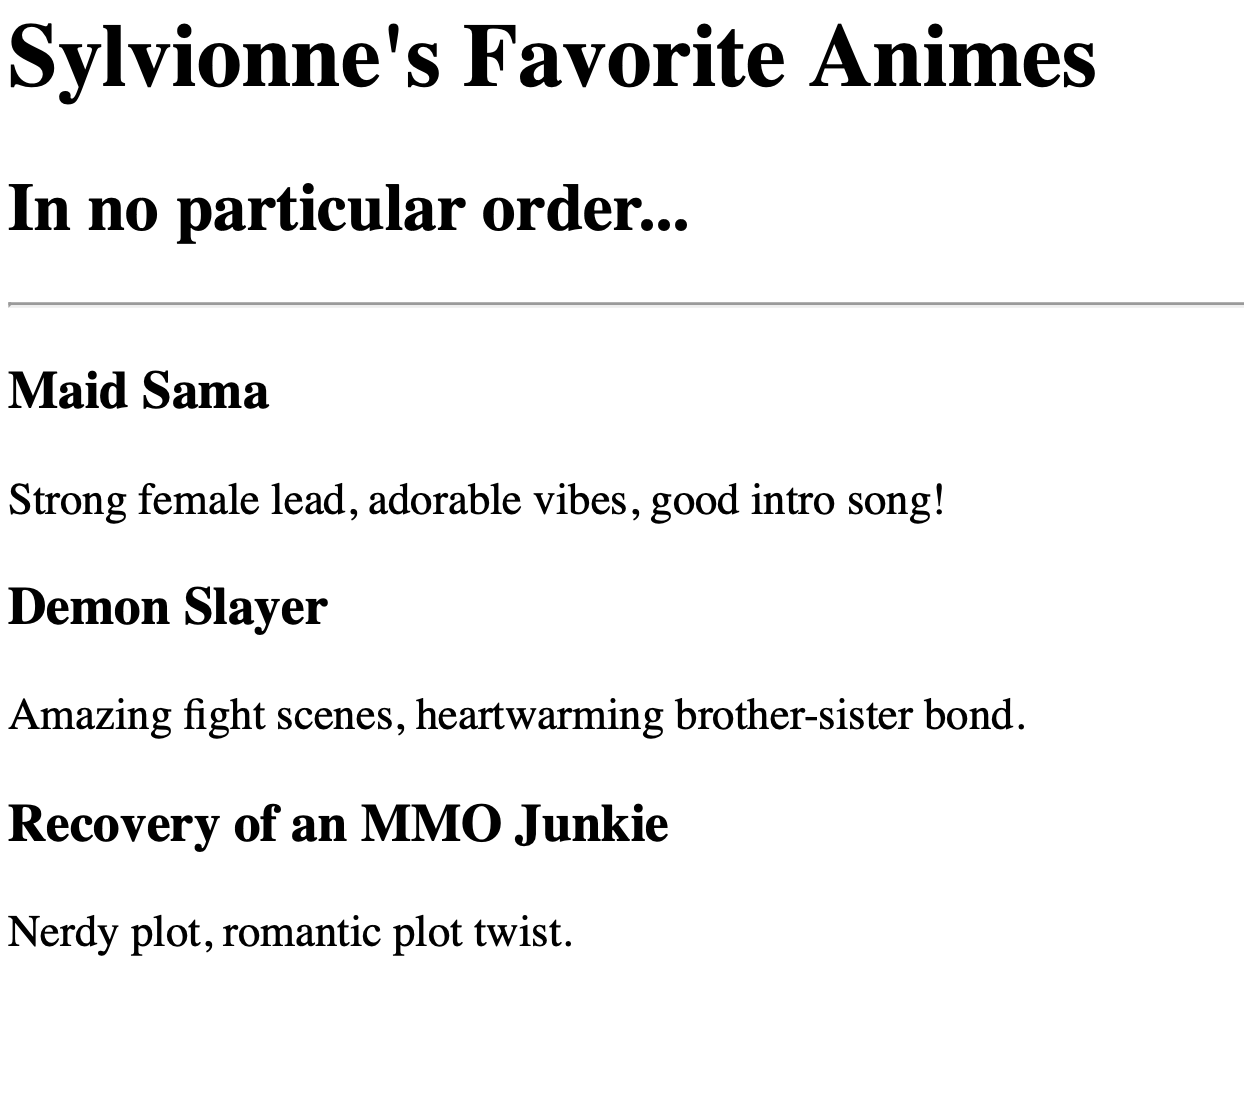 Sylvionne's Favorite Animes
In no particular order...
Maid Sama
Strong female lead, adorable vibes, good intro song!
Demon Slayer
Amazing fight scenes, heartwarming brother-sister bond.
Recovery of an MMO Junkie
Nerdy plot, romantic plot twist.